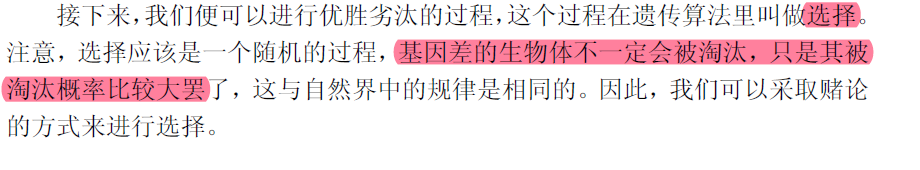 接下来，我们便可以进行优胜劣汰的过程，这个过程在遗传算法里叫做选择。
注意，选择应该是一个随机的过程，基因差的生物体不一定会被淘汰，只是其被
淘汰概率比较大罢了，这与自然界中的规律是相同的。因此，我们可以采取赌论
的方式来进行选择。